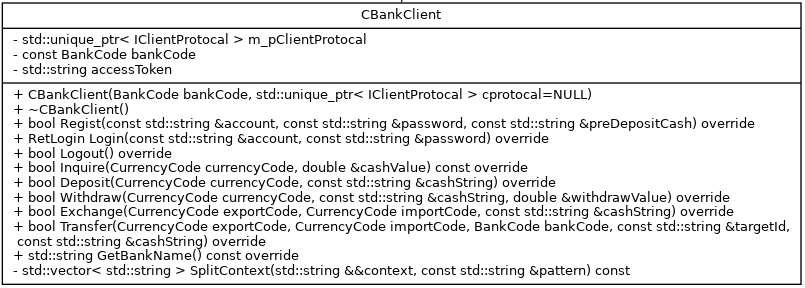 CBankClient
- std::unique_ptr< IClientProtocal > m_pClientProtocal
- const BankCode bankCode
- std::string accessToken
+ CBankClient(BankCode bankCode, std::unique_ptr< IClientProtocal > cprotocal=NULL)
+ ~CBankClient()
+ bool Regist(const std::string &account, const std::string &password, const std::string &preDepositCash) override
+ RetLogin Login(const std::string &account, const std::string &password) override
+ bool Logout() override
+ bool Inquire(CurrencyCode currencyCode, double &cashValue) const override
+ bool Deposit(CurrencyCode currencyCode, const std::string &cashString) override
+ bool Withdraw(CurrencyCode currencyCode, const std::string &cashString, double &withdrawValue) override
+ bool Exchange(CurrencyCode exportCode, CurrencyCode importCode, const std::string &cashString) override
+ bool Transfer(CurrencyCode exportCode, CurrencyCode importCode, BankCode bankCode, const std::string &targetId,
const std::string &cashString) override
+ std::string GetBankName() const override
- std::vector< std::string > SplitContext(std::string &&context, const std::string &pattern) const